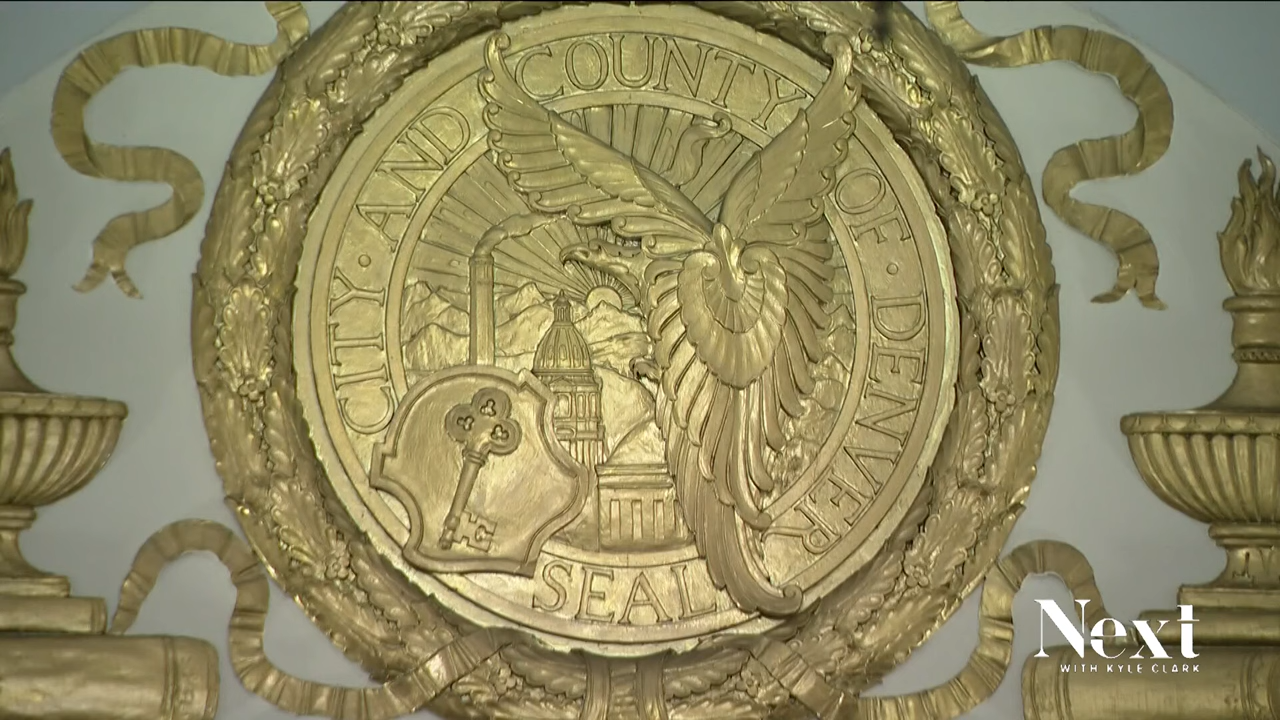 CITY · AND COUNTY OF · DENVER
SEAL
Next
WITH KYLE CLARK